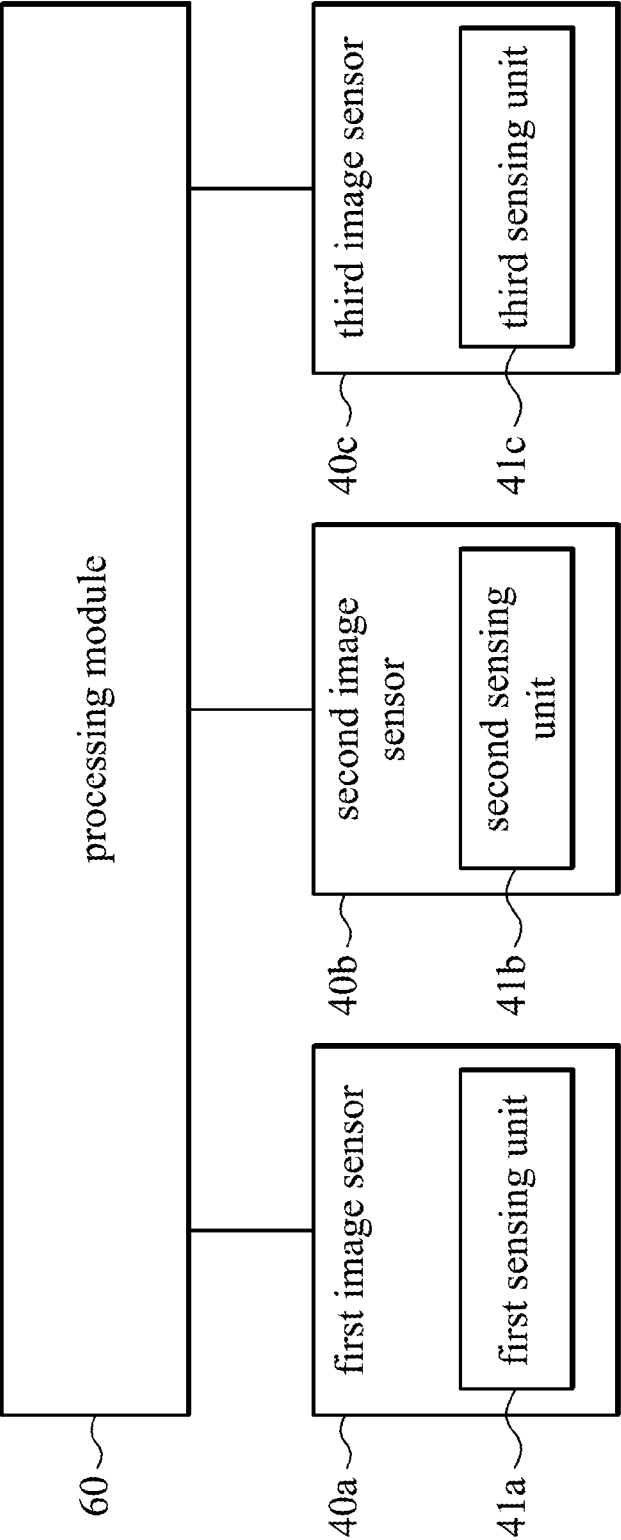 processing module
60
first image sensor
first sensing unit
40a
41a
second image
sensor
second sensing
unit
40b
41b
third image sensor
third sensing unit
40c
41c